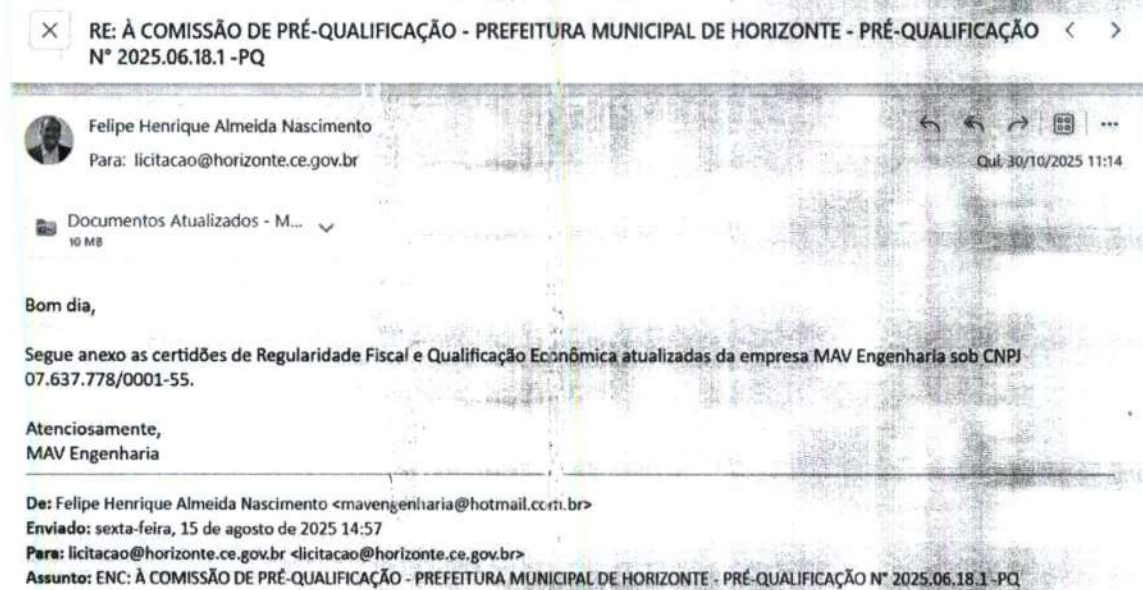 RE: À COMISSÃO DE PRÉ-QUALIFICAÇÃO - PREFEITURA MUNICIPAL DE HORIZONTE - PRÉ-QUALIFICAÇÃO
N° 2025.06.18.1 -PQ
Felipe Henrique Almeida Nascimento
Para: licitacao@horizonte.ce.gov.br
Qui 30/10/2025 11:14
Documentos Atualizados - M...
10 MB
Bom dia,
Segue anexo as certidões de Regularidade Fiscal e Qualificação Econômica atualizadas da empresa MAV Engenharia sob CNPJ
07.637.778/0001-55.
Atenciosamente,
MAV Engenharia
De: Felipe Henrique Almeida Nascimento <mavengenharia@hotmail.com.br>
Enviado: sexta-feira, 15 de agosto de 2025 14:57
Para: licitacao@horizonte.ce.gov.br <licitacao@horizonte.ce.gov.br>
Assunto: ENC: À COMISSÃO DE PRÉ-QUALIFICAÇÃO - PREFEITURA MUNICIPAL DE HORIZONTE - PRÉ-QUALIFICAÇÃO N° 2025.06.18.1 -PQ